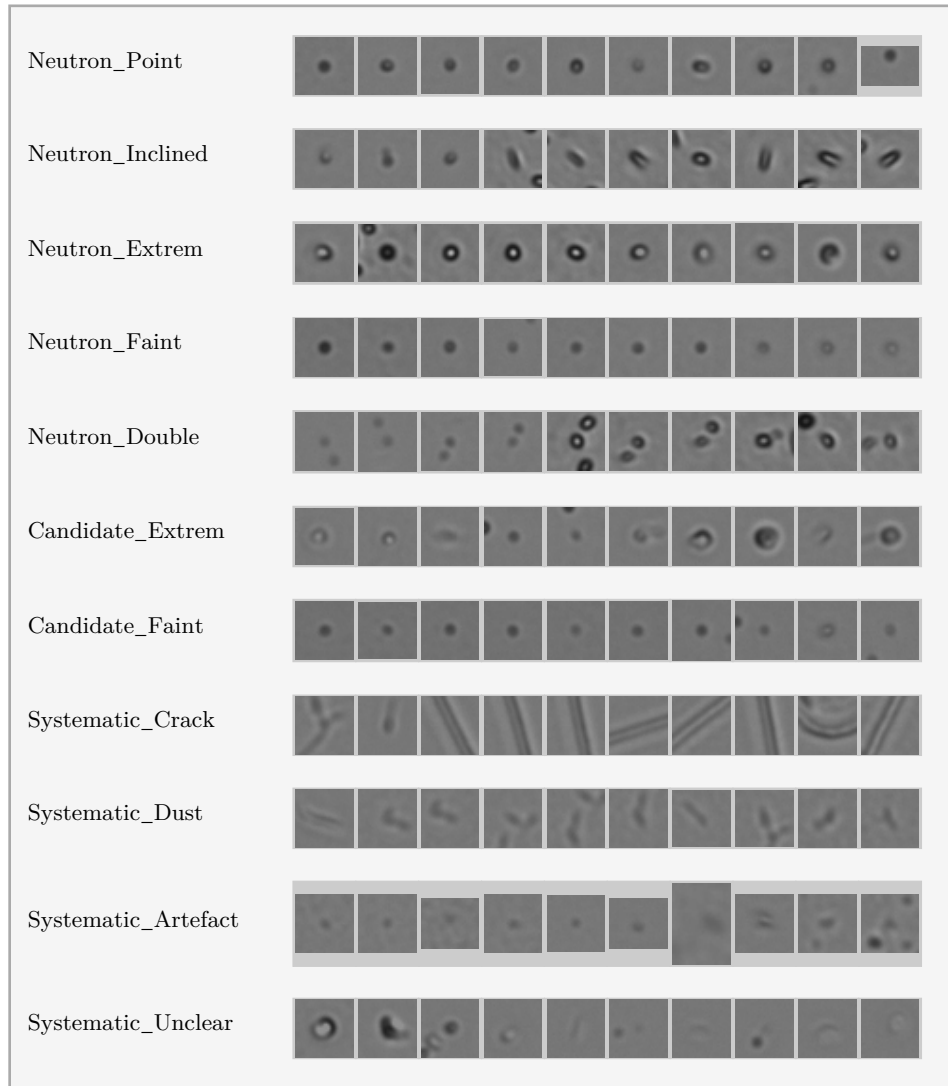 Neutron_Point
Neutron_Inclined
Neutron_Extrem
Neutron_Faint
Neutron_Double
Candidate_Extrem
Candidate_Faint
Systematic_Crack
Systematic_Dust
Systematic_Artefact
Systematic_Unclear